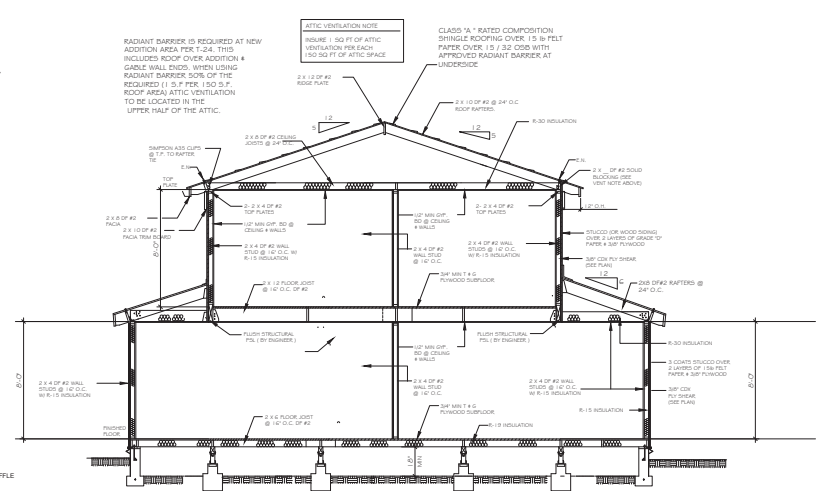 RADIANT BARRIER IS REQUIRED AT NEW
ADDITION AREA PER T-24. THIS
INCLUDES ROOF OVER ADDITION &
GABLE WALL ENDS. WHEN USING
RADIANT BARRIER 50% OF THE
REQUIRED (1 S.F PER 150 S.F.
ROOF AREA) ATTIC VENTILATION
TO BE LOCATED IN THE
UPPER HALF OF THE ATTIC.
ATTIC VENTILATION NOTE
INSURE 1 SQ FT OF ATTIC
VENTILATION PER EACH
150 SQ FT OF ATTIC SPACE
CLASS "A" RATED COMPOSITION
SHINGLE ROOFING OVER 15 lb FELT
PAPER OVER 15 / 32 OSB WITH
APPROVED RADIANT BARRIER AT
UNDERSIDE
2 X 12 DF #2
RIDGE PLATE
2 X 10 DF #2 @ 24" O.C.
ROOF RAFTERS.
12
5
12
5
R-30 INSULATION
2 X 8 DF #2 CEILING
JOISTS @ 24" O.C.
SIMPSON A35 CLIPS
@ T.P. TO RAFTER
TIE
E.N.
E.N.
TOP
PLATE
2 X DF #2 SOLID
BLOCKING (SEE
VENT NOTE ABOVE)
12" O.H.
2 X 8 DF #2
FACIA
2 X 10 DF #2
FACIA TRIM BOARD
8'-0"
2- 2 X 4 DF #2
TOP PLATES
1/2" MIN GYP. BD @
CEILING & WALLS
2 X 4 DF #2 WALL
STUD @ 16" O.C. W/
R-15 INSULATION
1/2" MIN GYP.
BD @ CEILING
& WALLS
2 X 4 DF #2
WALL STUD
@ 16" O.C.
2- 2 X 4 DF #2
TOP PLATES
2 X 4 DF #2 WALL
STUDS @ 16" O.C.
W/ R-15 INSULATION
STUCCO (OR WOOD SIDING)
OVER 2 LAYERS OF GRADE "D"
PAPER & 3/8" PLYWOOD
3/8" CDX PLY SHEAR
(SEE PLAN)
12
2X8 DF#2 RAFTERS @
24" O.C.
2 X 12 FLOOR JOIST
@ 16" O.C. DF #2
3/4" MIN T & G
PLYWOOD SUBFLOOR
FLUSH STRUCTURAL
PSL ( BY ENGINEER )
FLUSH STRUCTURAL
PSL ( BY ENGINEER )
1/2" MIN GYP.
BD @ CEILING
& WALLS
R-30 INSULATION
3 COATS STUCCO OVER
2 LAYERS OF 15lb FELT
PAPER & 3/8" PLYWOOD
8'-0"
2 X 4 DF #2 WALL
STUDS @ 16" O.C.
W/ R-15 INSULATION
2 X 4 DF #2
WALL STUD
@ 16" O.C.
2 X 4 DF #2 WALL
STUDS @ 16" O.C.
W/ R-15 INSULATION
3/8" CDX
PLY SHEAR
(SEE PLAN)
8'-0"
R-15 INSULATION
2 X 6 FLOOR JOIST
@ 16" O.C. DF #2
3/4" MIN T & G
PLYWOOD SUBFLOOR
R-19 INSULATION
FINISHED
FLOOR
18"
MIN
FFLE